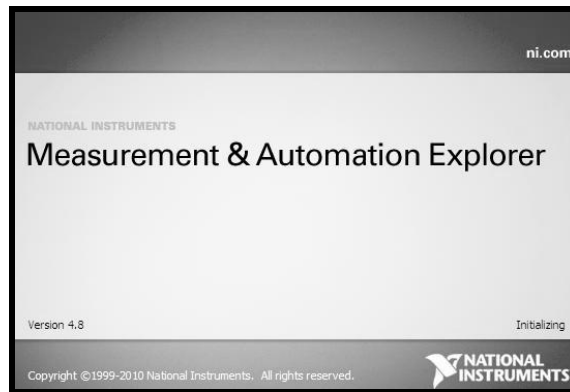 ni.com
NATIONAL INSTRUMENTS
Measurement & Automation Explorer
Version 4.8
Initializing
Copyright ©1999-2010 National Instruments. All rights reserved.
NATIONAL
INSTRUMENTS